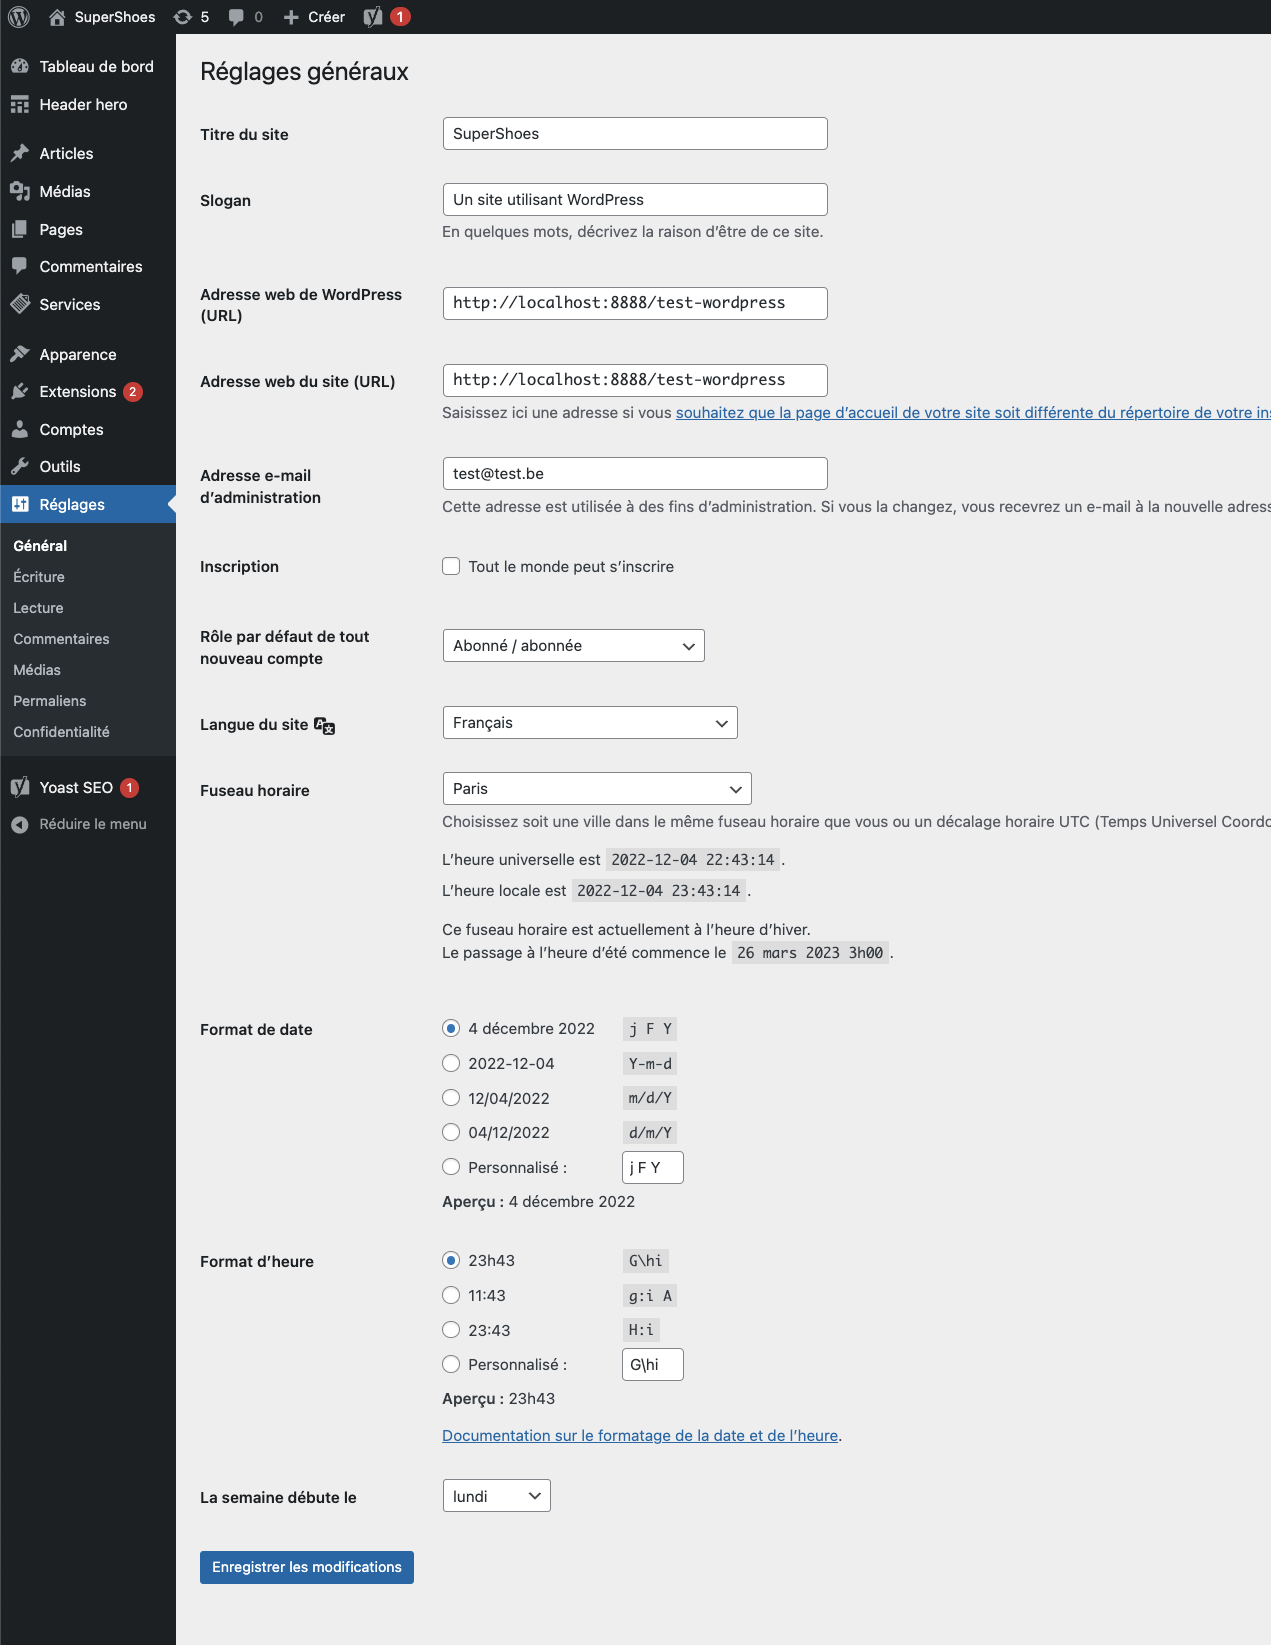 SuperShoes 5 0 Créer 1
Tableau de bord
Header hero
Articles
Médias
Pages
Commentaires
Services
Apparence
Extensions 2
Comptes
Outils
Réglages
Général
Écriture
Lecture
Commentaires
Médias
Permaliens
Confidentialité
Yoast SEO 1
Réduire le menu
Réglages généraux
Titre du site
SuperShoes
Slogan
Un site utilisant WordPress
En quelques mots, décrivez la raison d’être de ce site.
Adresse web de WordPress
(URL)
http://localhost:8888/test-wordpress
Adresse web du site (URL)
http://localhost:8888/test-wordpress
Saisissez ici une adresse si vous souhaitez que la page d’accueil de votre site soit différente du répertoire de votre
Adresse e-mail
d’administration
test@test.be
Cette adresse est utilisée à des fins d’administration. Si vous la changez, vous recevrez un e-mail à la nouvelle
Inscription
Tout le monde peut s’inscrire
Rôle par défaut de tout
nouveau compte
Abonné / abonnée
Langue du site
Français
Fuseau horaire
Paris
Choisissez soit une ville dans le même fuseau horaire que vous ou un décalage horaire UTC (Temps Universel
L’heure universelle est 2022-12-04 22:43:14 .
L’heure locale est 2022-12-04 23:43:14 .
Ce fuseau horaire est actuellement à l’heure d’hiver.
Le passage à l’heure d’été commence le 26 mars 2023 3h00 .
Format de date
4 décembre 2022 j F Y
2022-12-04 Y-m-d
12/04/2022 m/d/Y
04/12/2022 d/m/Y
Personnalisé : j F Y
Aperçu : 4 décembre 2022
Format d’heure
23h43 G\hi
11:43 g:i A
23:43 H:i
Personnalisé : G\hi
Aperçu : 23h43
Documentation sur le formatage de la date et de l’heure.
La semaine débute le
lundi
Enregistrer les modifications